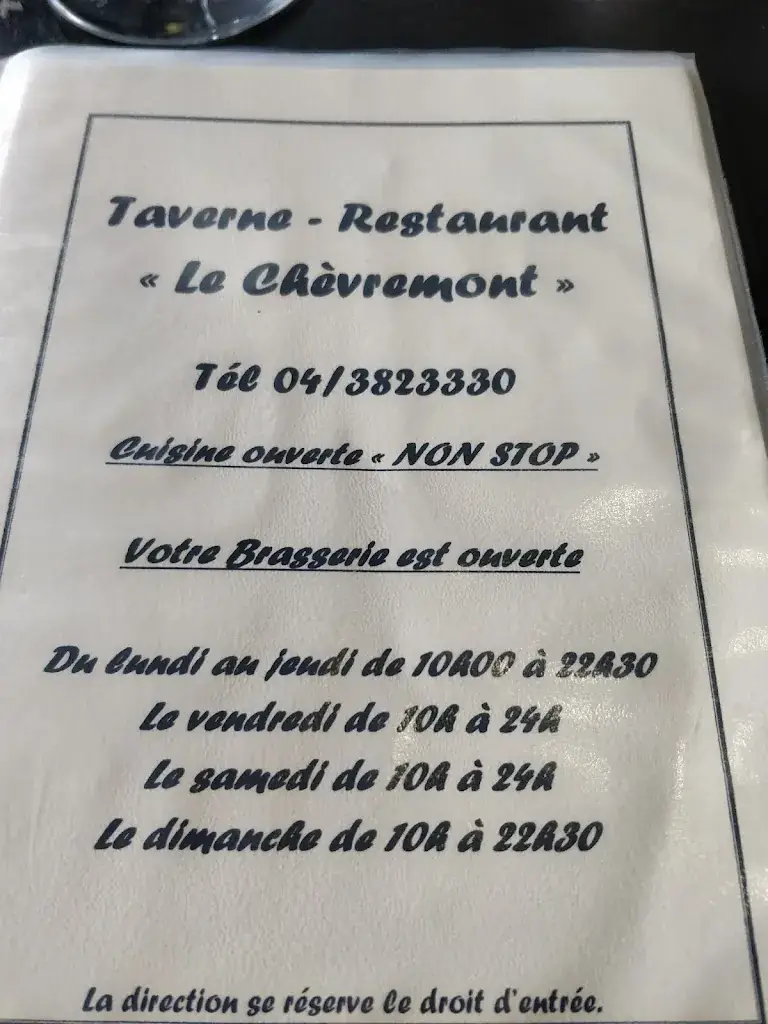 Taverne - Restaurant
« Le Chèvremont »
Tél 04/3823330
Cuisine ouverte « NON STOP »
Votre Brasserie est ouverte
Du lundi au jeudi de 10h00 à 22h30
Le vendredi de 10h à 24h
Le samedi de 10h à 24h
Le dimanche de 10h à 22h30
La direction se réserve le droit d'entrée.